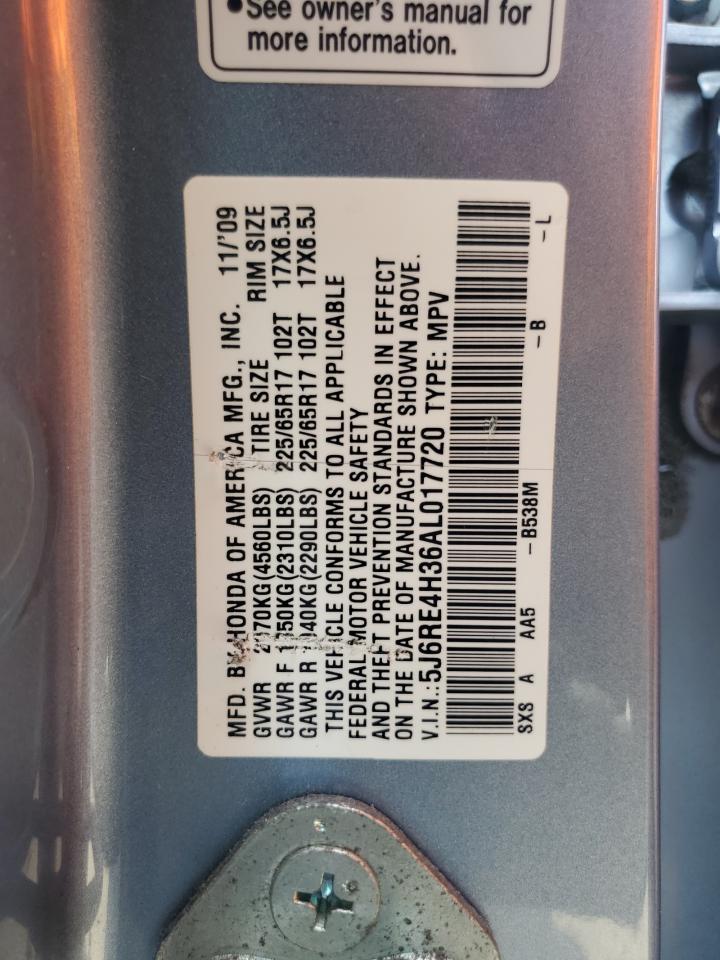 •See owner's manual for
more information.
MFD. BY HONDA OF AMERICA MFG., INC. 11/'09
GVWR 2070KG(4560LBS) TIRE SIZE RIM SIZE
GAWR F 1050KG(2310LBS) 225/65R17 102T 17X6.5J
GAWR R 1040KG(2290LBS) 225/65R17 102T 17X6.5J
THIS VEHICLE CONFORMS TO ALL APPLICABLE
FEDERAL MOTOR VEHICLE SAFETY
AND THEFT PREVENTION STANDARDS IN EFFECT
ON THE DATE OF MANUFACTURE SHOWN ABOVE.
V.I.N.:5J6RE4H36AL017720 TYPE: MPV
SXS A AA5 -B538M -B -L